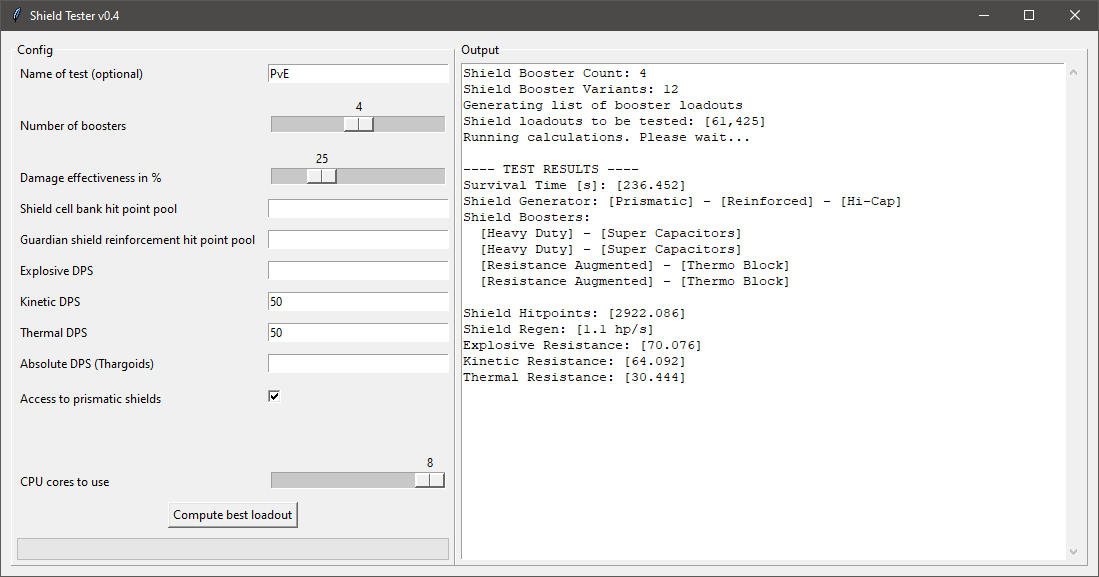 Shield Tester v0.4
Config
Name of test (optional)
PvE
4
Number of boosters
25
Damage effectiveness in %
Shield cell bank hit point pool
Guardian shield reinforcement hit point pool
Explosive DPS
Kinetic DPS
50
Thermal DPS
50
Absolute DPS (Thargoids)
Access to prismatic shields
8
CPU cores to use
Compute best loadout
Output
Shield Booster Count: 4
Shield Booster Variants: 12
Generating list of booster loadouts
Shield loadouts to be tested: [61,425]
Running calculations. Please wait...
---- TEST RESULTS ----
Survival Time [s]: [236.452]
Shield Generator: [Prismatic] - [Reinforced] - [Hi-Cap]
Shield Boosters:
[Heavy Duty] - [Super Capacitors]
[Heavy Duty] - [Super Capacitors]
[Resistance Augmented] - [Thermo Block]
[Resistance Augmented] - [Thermo Block]
Shield Hitpoints: [2922.086]
Shield Regen: [1.1 hp/s]
Explosive Resistance: [70.076]
Kinetic Resistance: [64.092]
Thermal Resistance: [30.444]